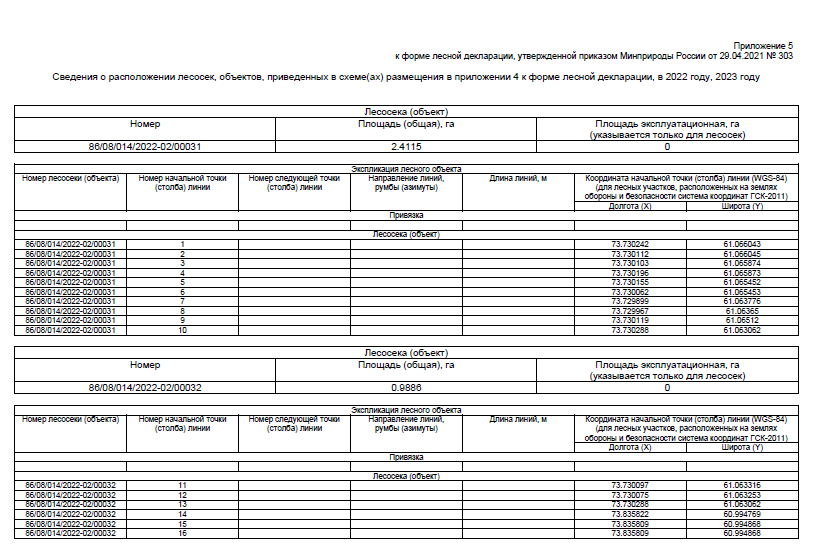 Приложение 5
к форме лесной декларации, утвержденной приказом Минприроды России от 29.04.2021 № 303
Сведения о расположении лесосек, объектов, приведенных в схеме(ах) размещения в приложении 4 к форме лесной декларации, в 2022 году, 2023 году
Лесосека (объект)
Номер Площадь (общая), га Площадь эксплуатационная, га
(указывается только для лесосек)
86/08/014/2022-02/00031 2.4115 0
Экспликация лесного объекта
Номер лесосеки (объекта) Номер начальной точки Номер следующей точки Направление линий, Длина линий, м Координата начальной точки (столба) линии (WGS-84)
(столба) линии (столба) линии румбы (азимуты) (для лесных участков, расположенных на землях
обороны и безопасности система координат ГСК-2011)
Долгота (X) Широта (Y)
Привязка
Лесосека (объект)
86/08/014/2022-02/00031 1 73.730242 61.066043
86/08/014/2022-02/00031 2 73.730112 61.066045
86/08/014/2022-02/00031 3 73.730103 61.065874
86/08/014/2022-02/00031 4 73.730196 61.065873
86/08/014/2022-02/00031 5 73.730155 61.065452
86/08/014/2022-02/00031 6 73.730062 61.065453
86/08/014/2022-02/00031 7 73.729899 61.063776
86/08/014/2022-02/00031 8 73.729967 61.06365
86/08/014/2022-02/00031 9 73.730119 61.06512
86/08/014/2022-02/00031 10 73.730288 61.063062
Лесосека (объект)
Номер Площадь (общая), га Площадь эксплуатационная, га
(указывается только для лесосек)
86/08/014/2022-02/00032 0.9886 0
Экспликация лесного объекта
Номер лесосеки (объекта) Номер начальной точки Номер следующей точки Направление линий, Длина линий, м Координата начальной точки (столба) линии (WGS-84)
(столба) линии (столба) линии румбы (азимуты) (для лесных участков, расположенных на землях
обороны и безопасности система координат ГСК-2011)
Долгота (X) Широта (Y)
Привязка
Лесосека (объект)
86/08/014/2022-02/00032 11 73.730097 61.063316
86/08/014/2022-02/00032 12 73.730075 61.063253
86/08/014/2022-02/00032 13 73.730288 61.063062
86/08/014/2022-02/00032 14 73.835822 60.994769
86/08/014/2022-02/00032 15 73.835809 60.994868
86/08/014/2022-02/00032 16 73.835809 60.994868